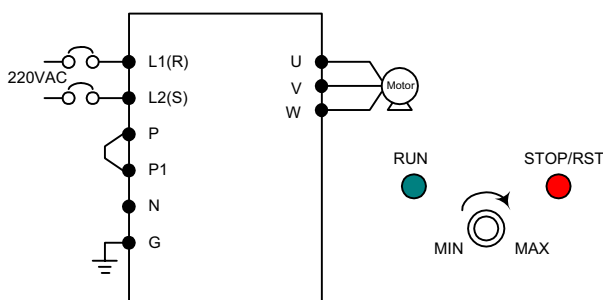 220VAC
L1(R)
L2(S)
P
P1
N
G
U
V
W
Motor
RUN
STOP/RST
MIN
MAX